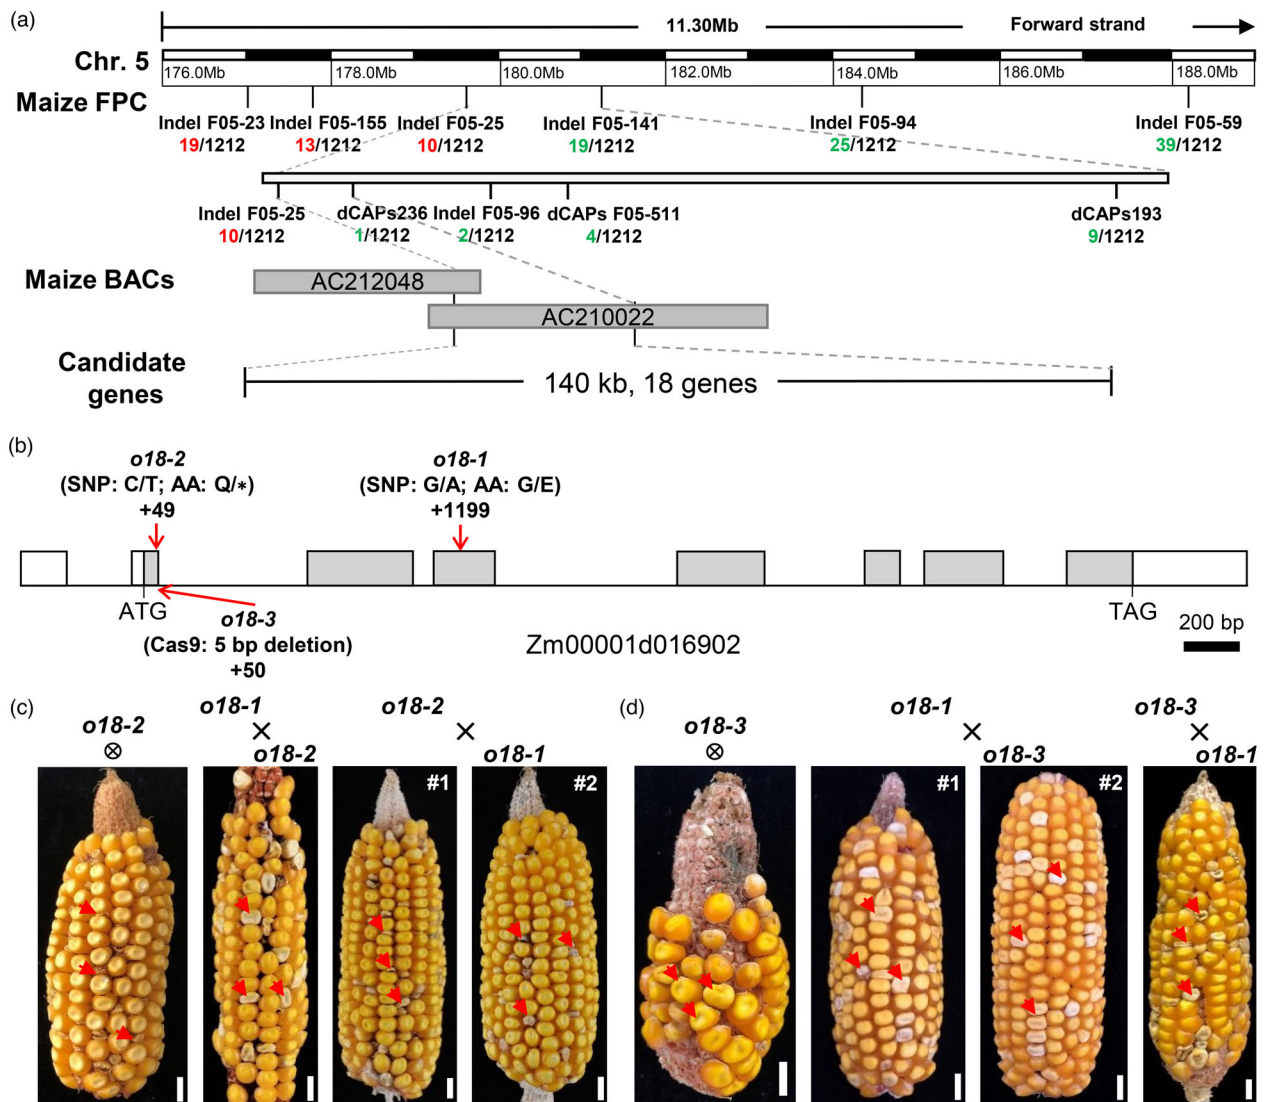 (a)
11.30Mb
Forward strand
Chr. 5
176.0Mb 178.0Mb 180.0Mb 182.0Mb 184.0Mb 186.0Mb 188.0Mb
Maize FPC
Indel F05-23 Indel F05-155 Indel F05-25 Indel F05-141 Indel F05-94 Indel F05-59
19/1212 13/1212 10/1212 19/1212 25/1212 39/1212
Indel F05-25 dCAPs236 Indel F05-96 dCAPs F05-511 dCAPs193
10/1212 1/1212 2/1212 4/1212 9/1212
Maize BACs
AC212048
AC210022
Candidate
genes
140 kb, 18 genes
(b)
o18-2
(SNP: C/T; AA: Q/*)
+49
o18-1
(SNP: G/A; AA: G/E)
+1199
ATG
TAG
o18-3
(Cas9: 5 bp deletion)
+50
Zm00001d016902
200 bp
(c)
o18-2
⊗
o18-1
×
o18-2
o18-2
×
o18-1
#1
#2
(d)
o18-3
⊗
o18-1
×
o18-3
#1
#2
o18-3
×
o18-1